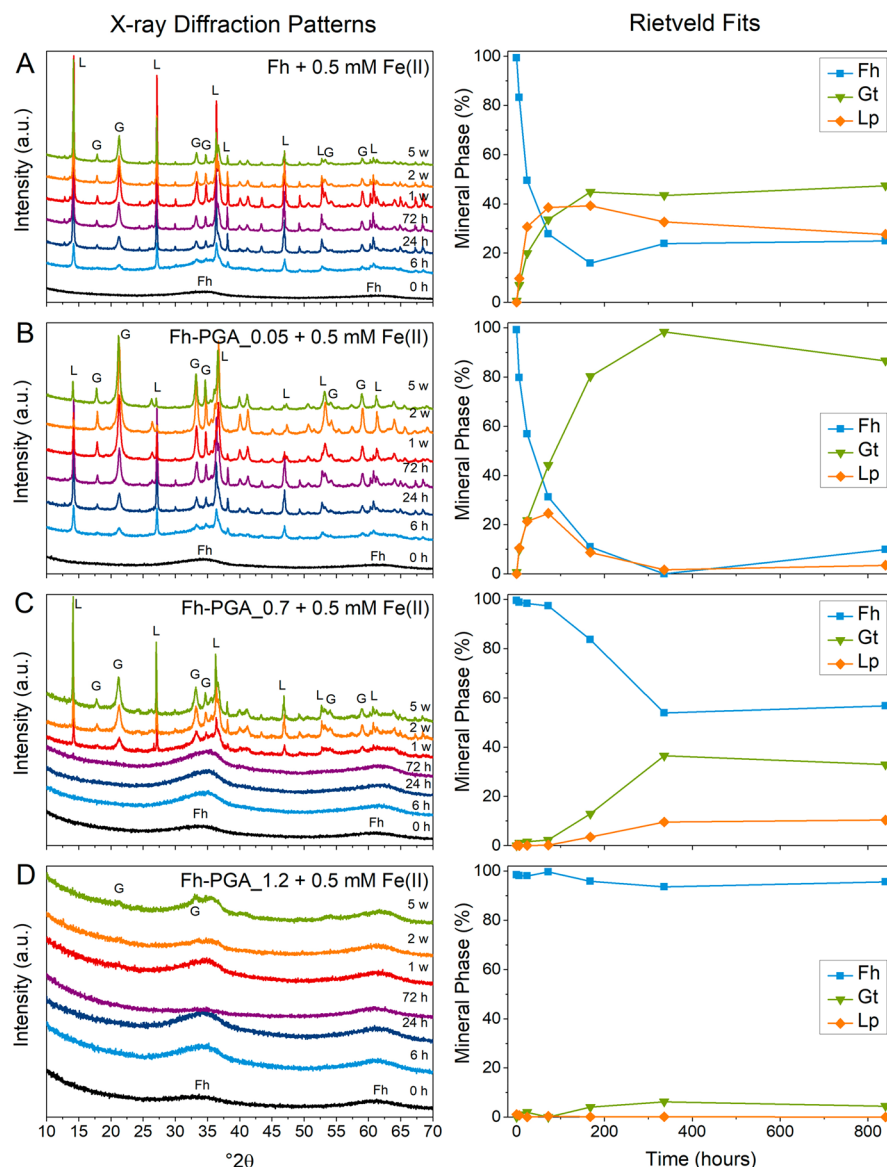 X-ray Diffraction Patterns
Rietveld Fits
A
Fh + 0.5 mM Fe(II)
Intensity (a.u.)
L
G
G
L
G
G
L
L
L
L
G
G
L
5 w
2 w
1 w
72 h
24 h
6 h
0 h
Fh
Fh
Mineral Phase (%)
100
80
60
40
20
0
Fh
Gt
Lp
B
Fh-PGA_0.05 + 0.5 mM Fe(II)
Intensity (a.u.)
L
G
G
L
G
G
L
L
L
G
G
L
5 w
2 w
1 w
72 h
24 h
6 h
0 h
Fh
Fh
Mineral Phase (%)
100
80
60
40
20
0
Fh
Gt
Lp
C
Fh-PGA_0.7 + 0.5 mM Fe(II)
Intensity (a.u.)
L
G
G
L
G
G
L
L
L
G
G
L
5 w
2 w
1 w
72 h
24 h
6 h
0 h
Fh
Fh
Mineral Phase (%)
100
80
60
40
20
0
Fh
Gt
Lp
D
Fh-PGA_1.2 + 0.5 mM Fe(II)
Intensity (a.u.)
G
G
5 w
2 w
1 w
72 h
24 h
6 h
0 h
Fh
Fh
10 15 20 25 30 35 40 45 50 55 60 65 70
°2θ
Mineral Phase (%)
100
80
60
40
20
0
Fh
Gt
Lp
0 200 400 600 800
Time (hours)